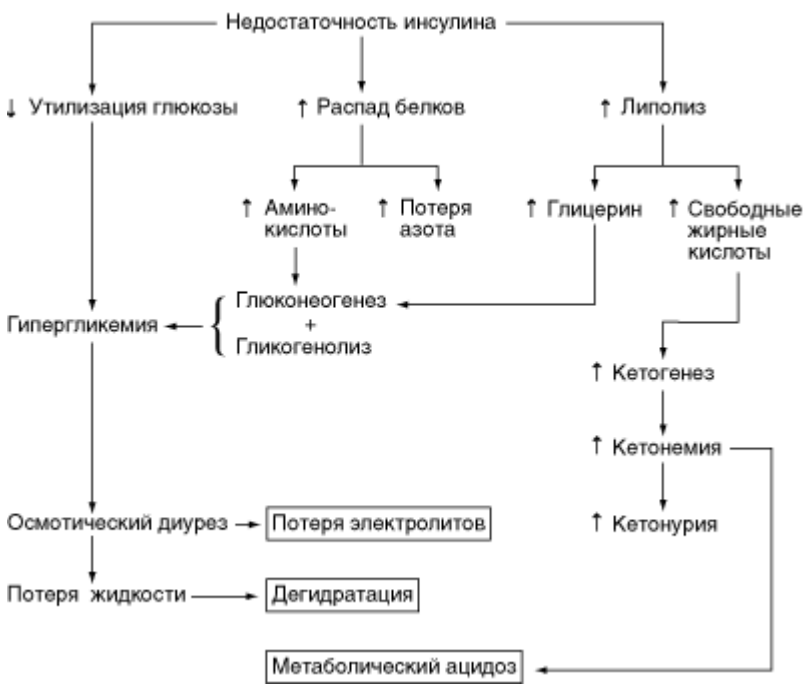 Недостаточность инсулина
↓ Утилизация глюкозы
↑ Распад белков
↑ Липолиз
↑ Амино-
кислоты
↑ Потеря
азота
↑ Глицерин
↑ Свободные
жирные
кислоты
Глюконеогенез
+
Гликогенолиз
Гипергликемия
↑ Кетогенез
↑ Кетонемия
Осмотический диурез
Потеря электролитов
↑ Кетонурия
Потеря жидкости
Дегидратация
Метаболический ацидоз